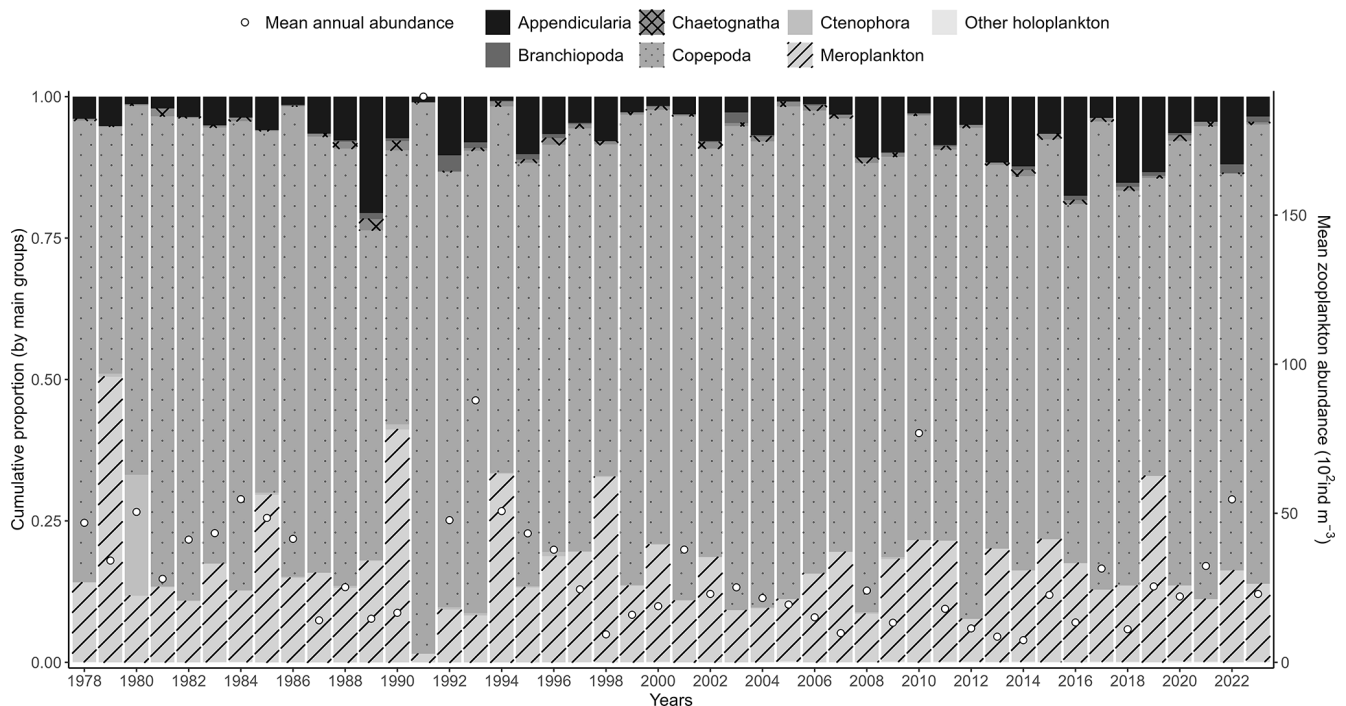 Mean annual abundance Appendicularia Chaetognatha Ctenophora Other holoplankton
Branchiopoda Copepoda Meroplankton
Cumulative proportion (by main groups)
1.00
0.75
0.50
0.25
0.00
150
100
50
0
Mean zooplankton abundance (10²ind m⁻³)
1978 1980 1982 1984 1986 1988 1990 1992 1994 1996 1998 2000 2002 2004 2006 2008 2010 2012 2014 2016 2018 2020 2022
Years